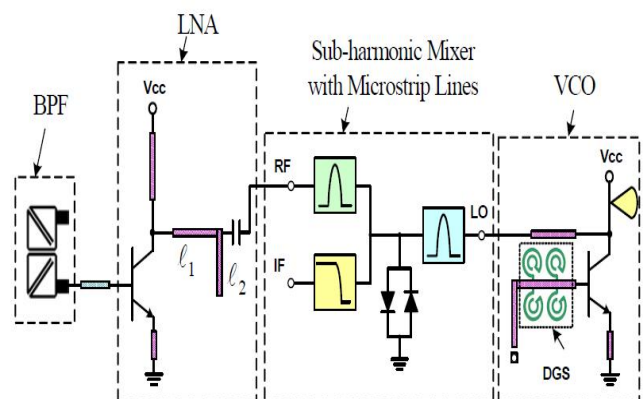 LNA
Sub-harmonic Mixer
with Microstrip Lines
VCO
BPF
Vcc
Vcc
RF
LO
IF
ℓ1
ℓ2
DGS